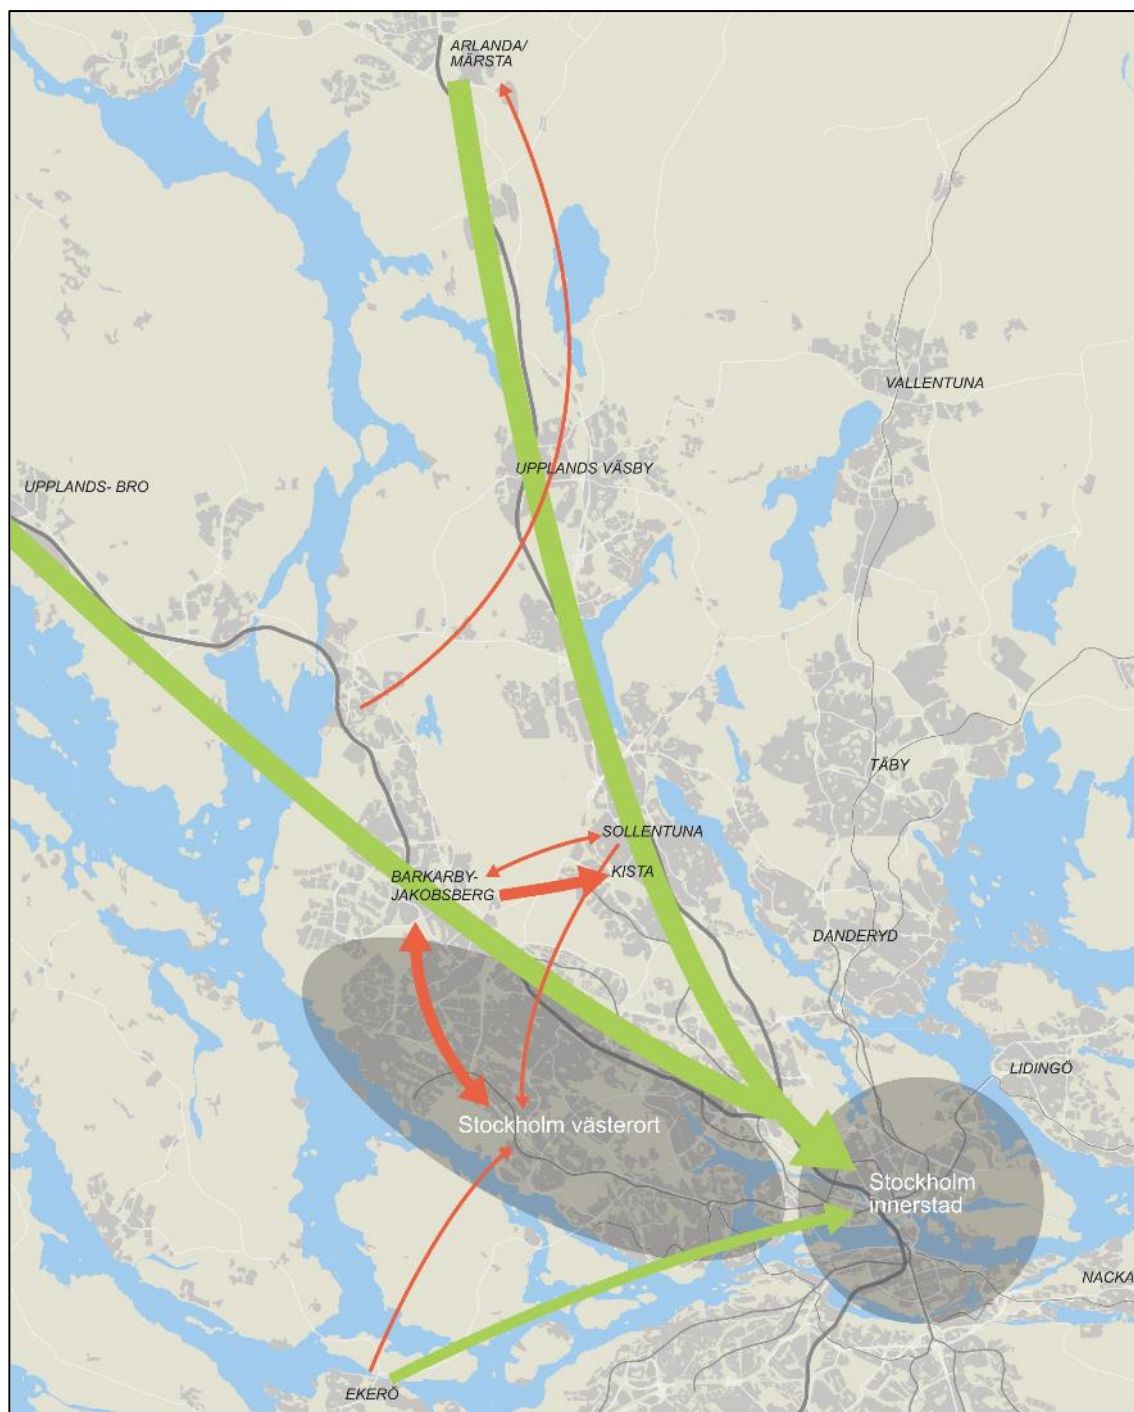 ARLANDA/
MÄRSTA
VALLENTUNA
UPPLANDS VÄSBY
UPPLANDS- BRO
TÄBY
SOLLENTUNA
KISTA
BARKARBY-
JAKOBSBERG
DANDERYD
LIDINGÖ
Stockholm västerort
Stockholm
innerstad
NACKA
EKERÖ